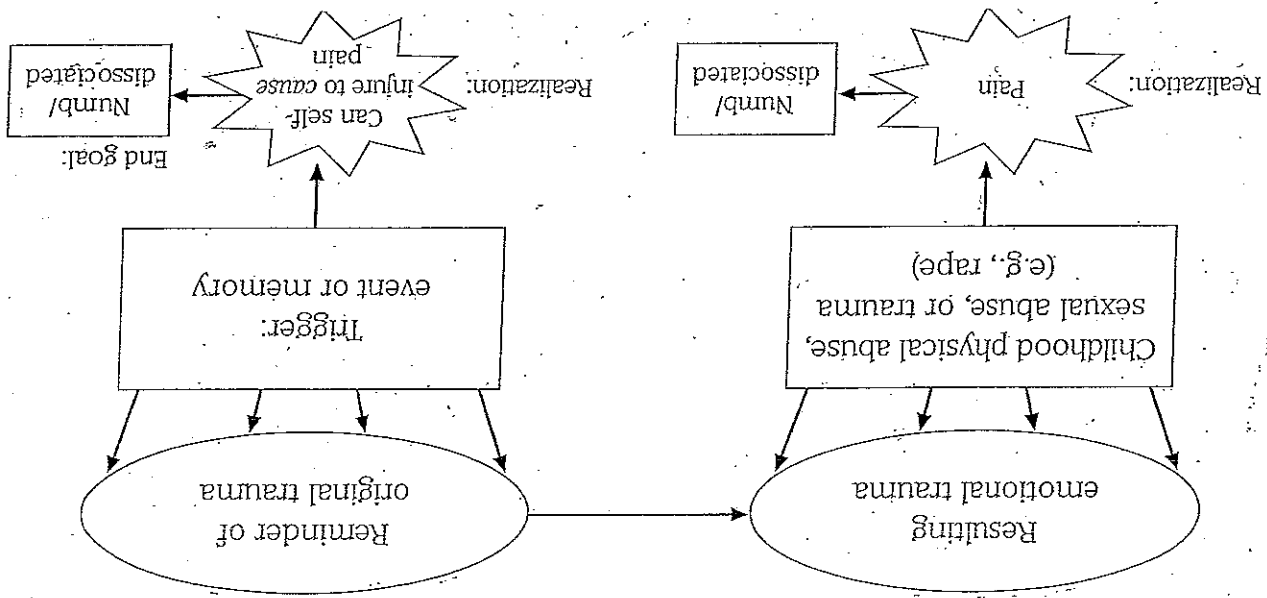 Resulting
emotional trauma
Reminder of
original trauma
Childhood physical abuse,
sexual abuse, or trauma
(e.g., rape)
Trigger:
event or memory
Realization:
Pain
Numb/
dissociated
Realization:
Can self-
injure to cause
pain
End goal:
Numb/
dissociated